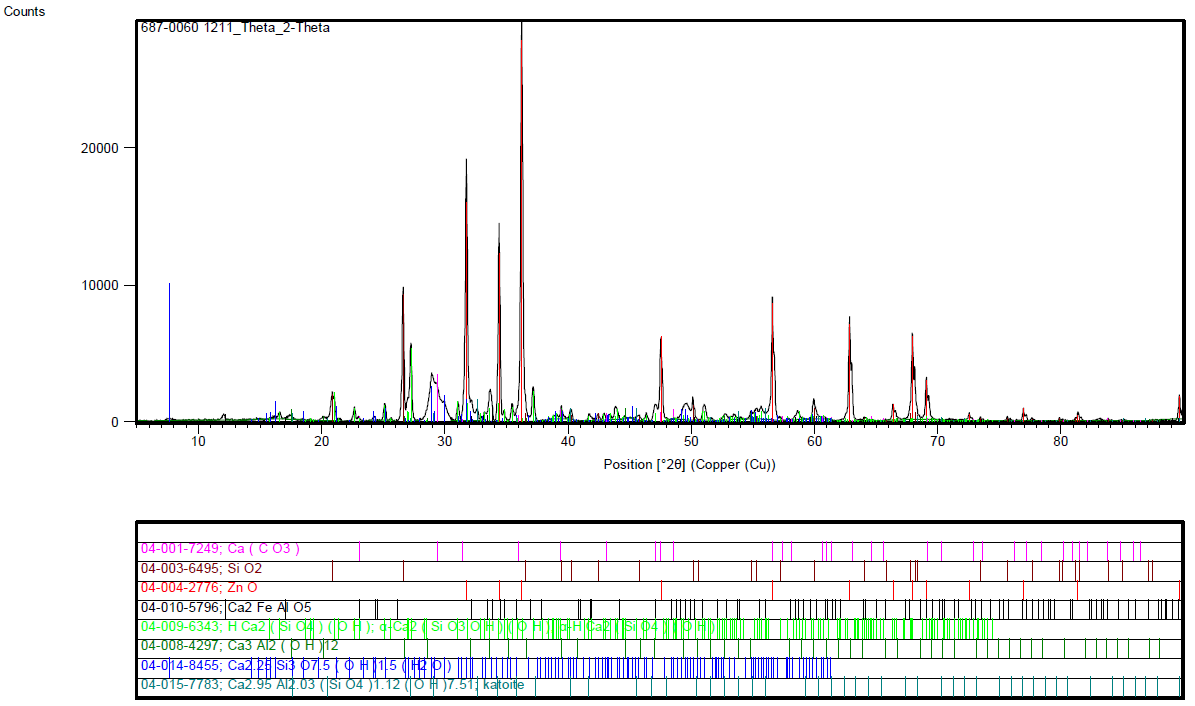 Counts
687-0060 1211_Theta_2-Theta
20000
10000
0
10 20 30 40 50 60 70 80
Position [°2θ] (Copper (Cu))
04-001-7249; Ca ( C O3 )
04-003-6495; Si O2
04-004-2776; Zn O
04-010-5796; Ca2 Fe Al O5
04-009-6343; H Ca2 ( Si O4 ) ( O H ); α-Ca2 ( Si O3 O H ) ( O H ); α-H Ca2 ( Si O4 ) ( O H )
04-008-4297; Ca3 Al2 ( O H )12
04-014-8455; Ca2.25 Si3 O7.5 ( O H )1.5 ( H2 O )
04-015-7783; Ca2.95 Al2.03 ( Si O4 )1.12 ( O H )7.51; katoite